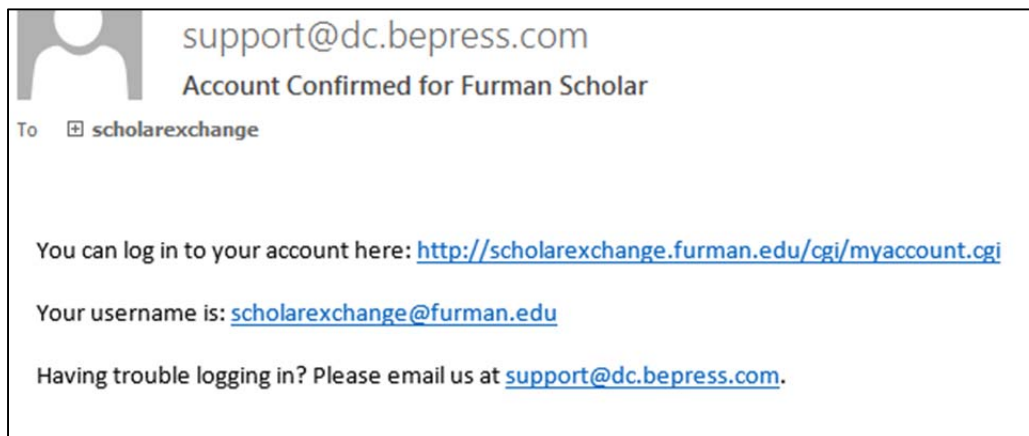 support@dc.bepress.com
Account Confirmed for Furman Scholar
To scholarexchange
You can log in to your account here: http://scholarexchange.furman.edu/cgi/myaccount.cgi
Your username is: scholarexchange@furman.edu
Having trouble logging in? Please email us at support@dc.bepress.com.